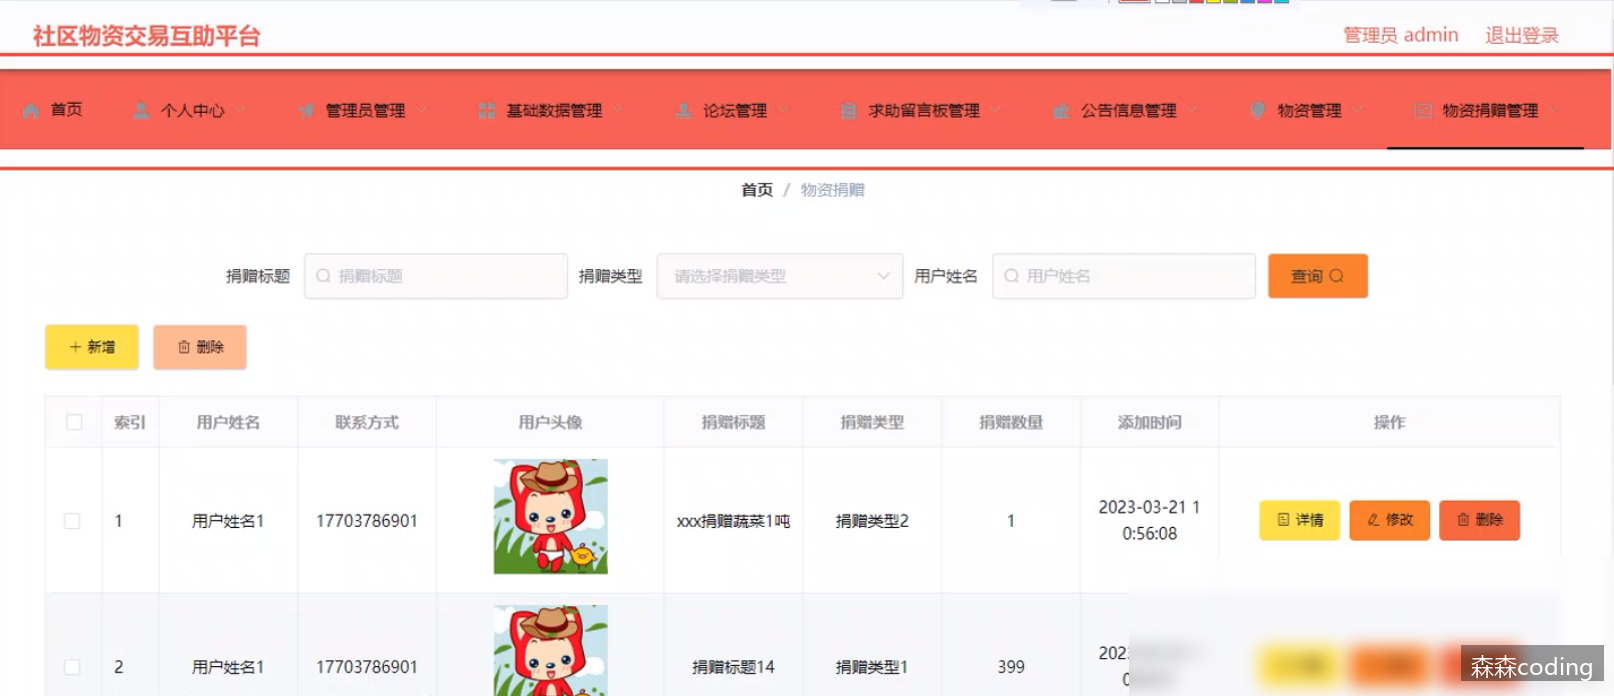 社区物资交易互助平台
管理员 admin 退出登录
首页 个人中心 管理员管理 基础数据管理 论坛管理 求助留言板管理 公告信息管理 物资管理 物资捐赠管理
首页 / 物资捐赠
捐赠标题 捐赠标题 捐赠类型 请选择捐赠类型 用户姓名 用户姓名 查询
新增 删除
索引 用户姓名 联系方式 用户头像 捐赠标题 捐赠类型 捐赠数量 添加时间 操作
1 用户姓名1 17703786901 xxx捐赠蔬菜1吨 捐赠类型2 1 2023-03-21 1
0:56:08 详情 修改 删除
2 用户姓名1 17703786901 捐赠标题14 捐赠类型1 399
森森coding